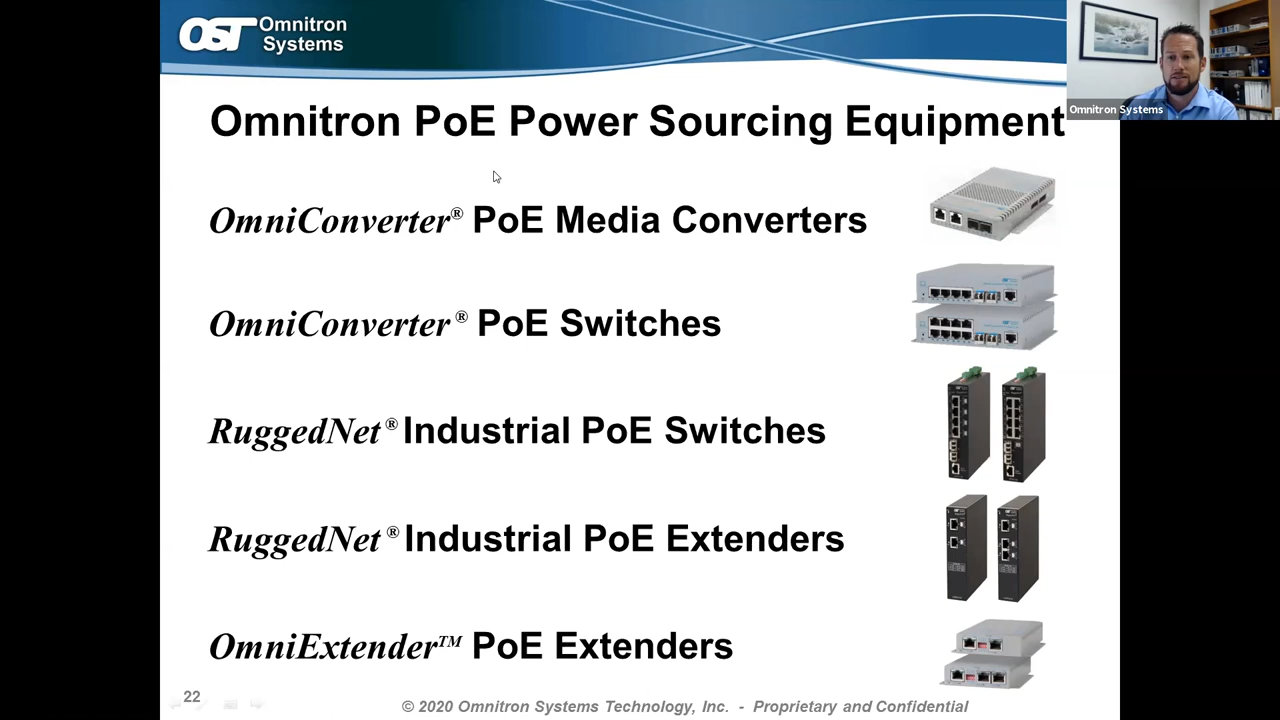 OST Omnitron
Systems
Omnitron Systems
Omnitron PoE Power Sourcing Equipment
OmniConverter® PoE Media Converters
OmniConverter® PoE Switches
RuggedNet® Industrial PoE Switches
RuggedNet® Industrial PoE Extenders
OmniExtender™ PoE Extenders
22
© 2020 Omnitron Systems Technology, Inc. - Proprietary and Confidential